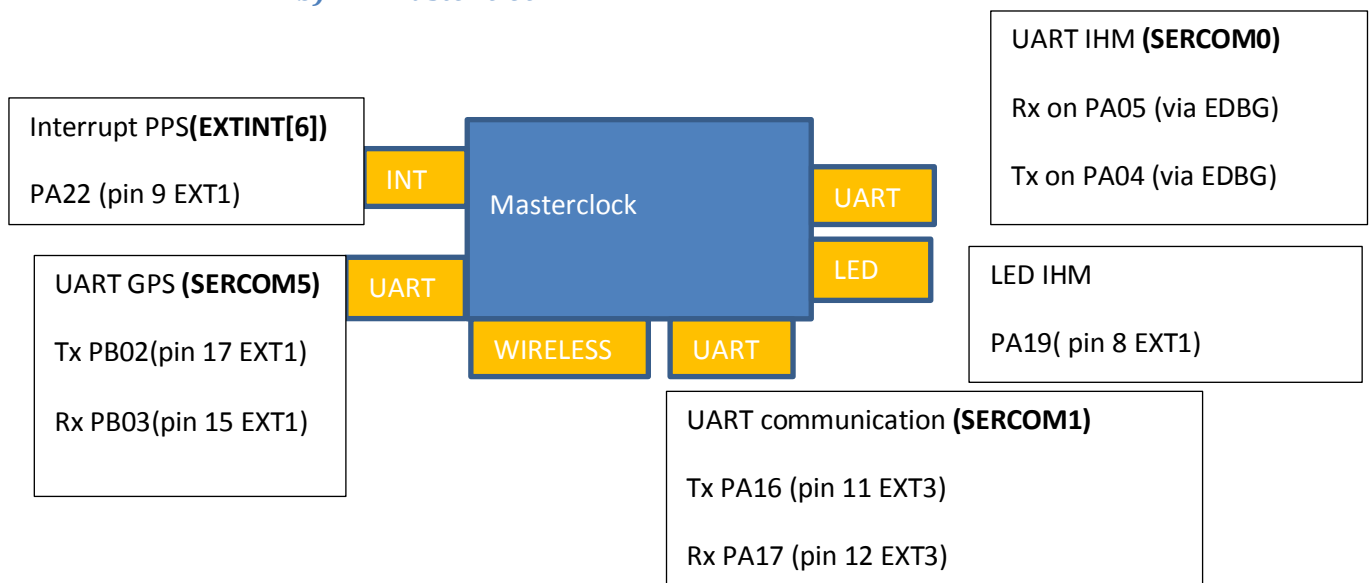 UART IHM (SERCOM0)
Rx on PA05 (via EDBG)
Tx on PA04 (via EDBG)
Interrupt PPS(EXTINT[6])
PA22 (pin 9 EXT1)
INT
Masterclock
UART
LED
LED IHM
PA19( pin 8 EXT1)
UART GPS (SERCOM5)
Tx PB02(pin 17 EXT1)
Rx PB03(pin 15 EXT1)
UART
WIRELESS
UART
UART communication (SERCOM1)
Tx PA16 (pin 11 EXT3)
Rx PA17 (pin 12 EXT3)